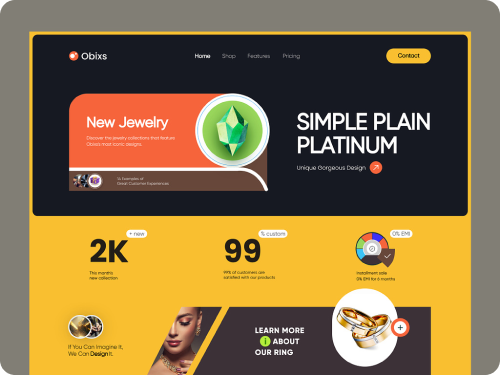 Obixs
Home Shop Features Pricing
Contact
New Jewelry
Discover the jewelry collections that feature
Obiks's most iconic designs.
14 Examples of
Great Customer Experiences
SIMPLE PLAIN
PLATINUM
Unique Gorgeous Design
+ new
2K
This monthly
new collection.
% custom
99
99% of customers are
satisfied with our products
0% EMI
Installment sale
0% EMI for 6 months
If You Can Imagine It,
We Can Design It.
LEARN MORE
ABOUT
OUR RING